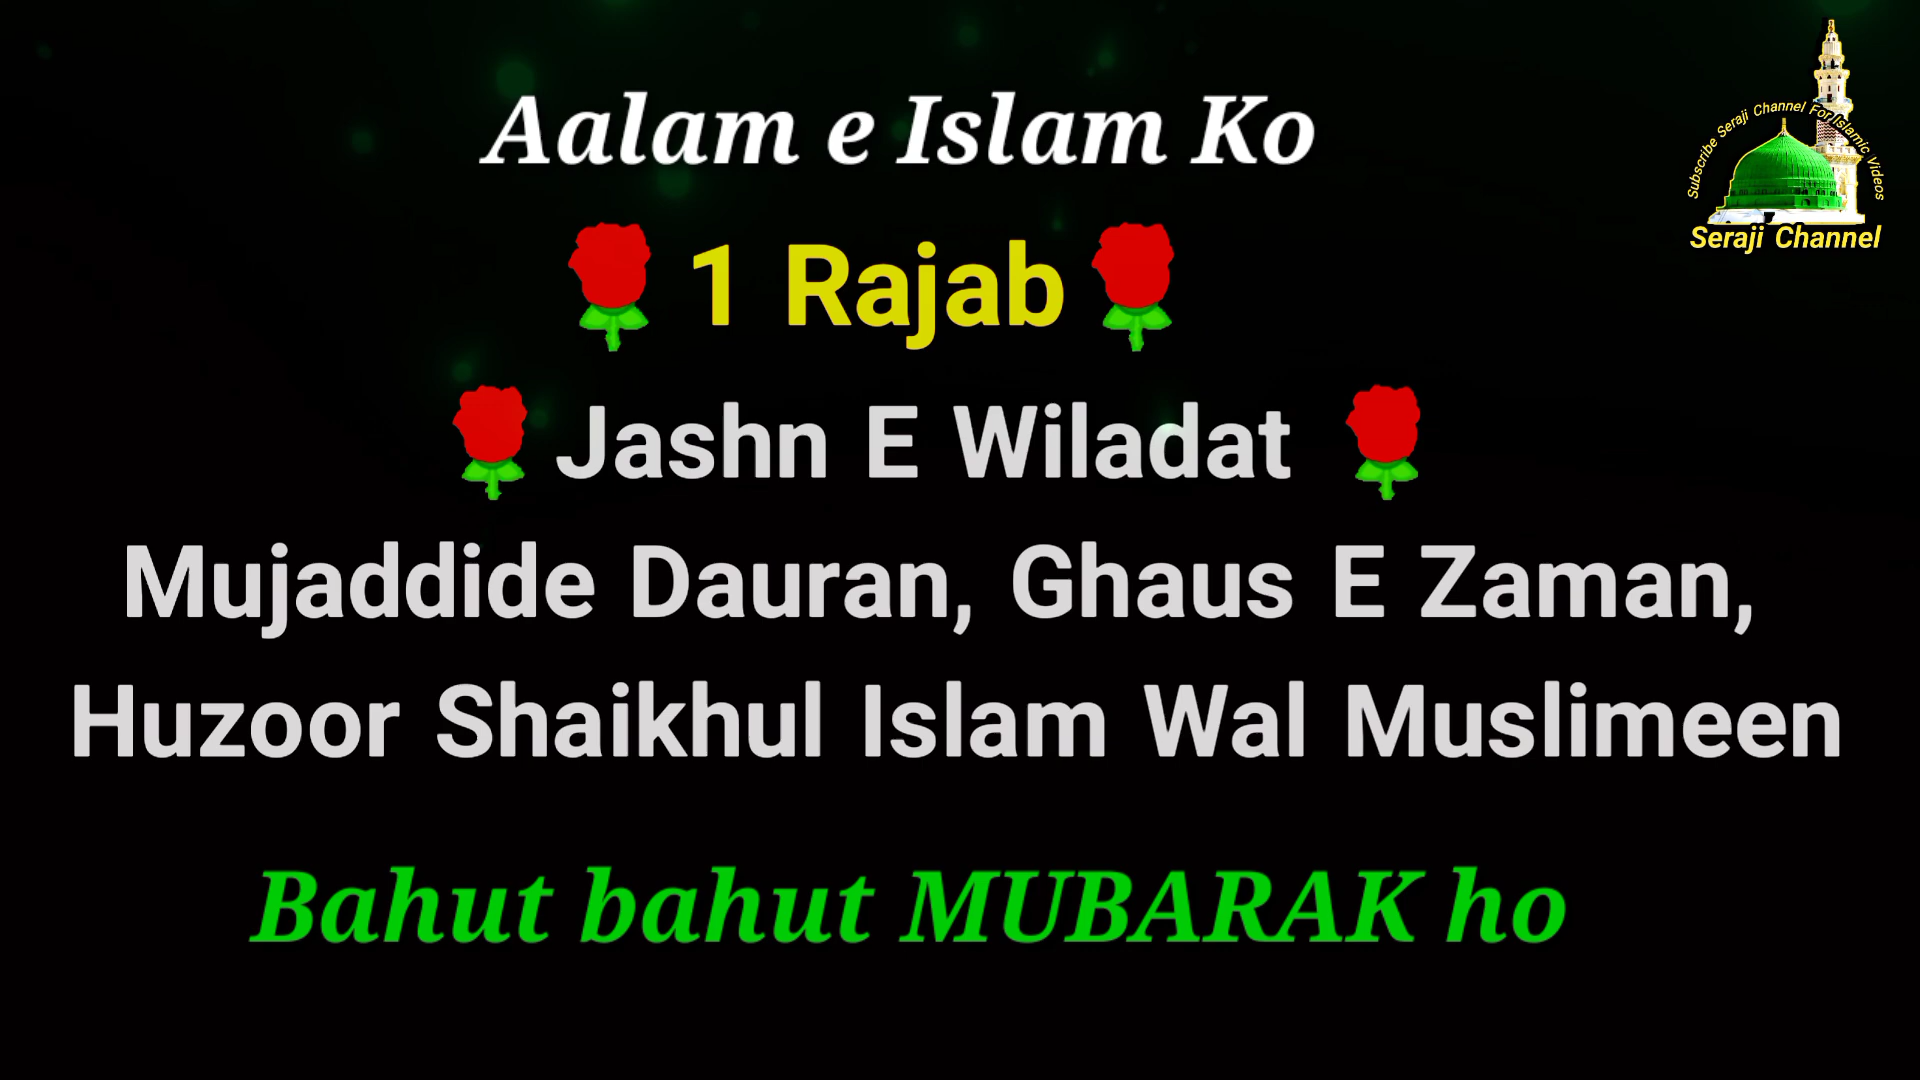 Aalam e Islam Ko
🌹1 Rajab🌹
🌹Jashn E Wiladat 🌹
Mujaddide Dauran, Ghaus E Zaman,
Huzoor Shaikhul Islam Wal Muslimeen
Bahut bahut MUBARAK ho
Subscribe Seraji Channel For Islamic Videos
Seraji Channel